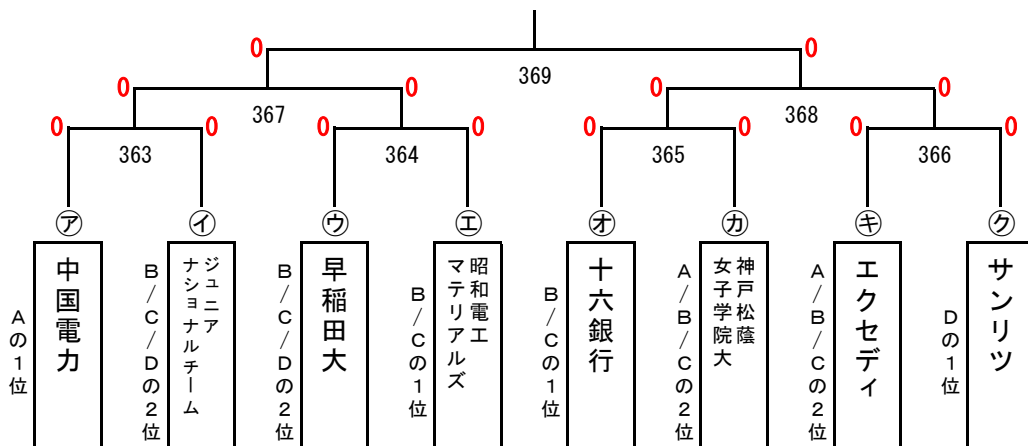 0 0
369
0 0 0 0
367 368
0 0 0 0 0 0 0 0
363 364 365 366
㋐ ㋑ ㋒ ㋓ ㋔ ㋕ ㋖ ㋗
中国電力
Aの1位
ジュニア
ナショナルチーム
B/C/Dの2位
早稲田大
B/C/Dの2位
昭和電工
マテリアルズ
B/Cの1位
十六銀行
B/Cの1位
神戸松蔭
女子学院大
A/B/Cの2位
エクセディ
A/B/Cの2位
サンリツ
Dの1位